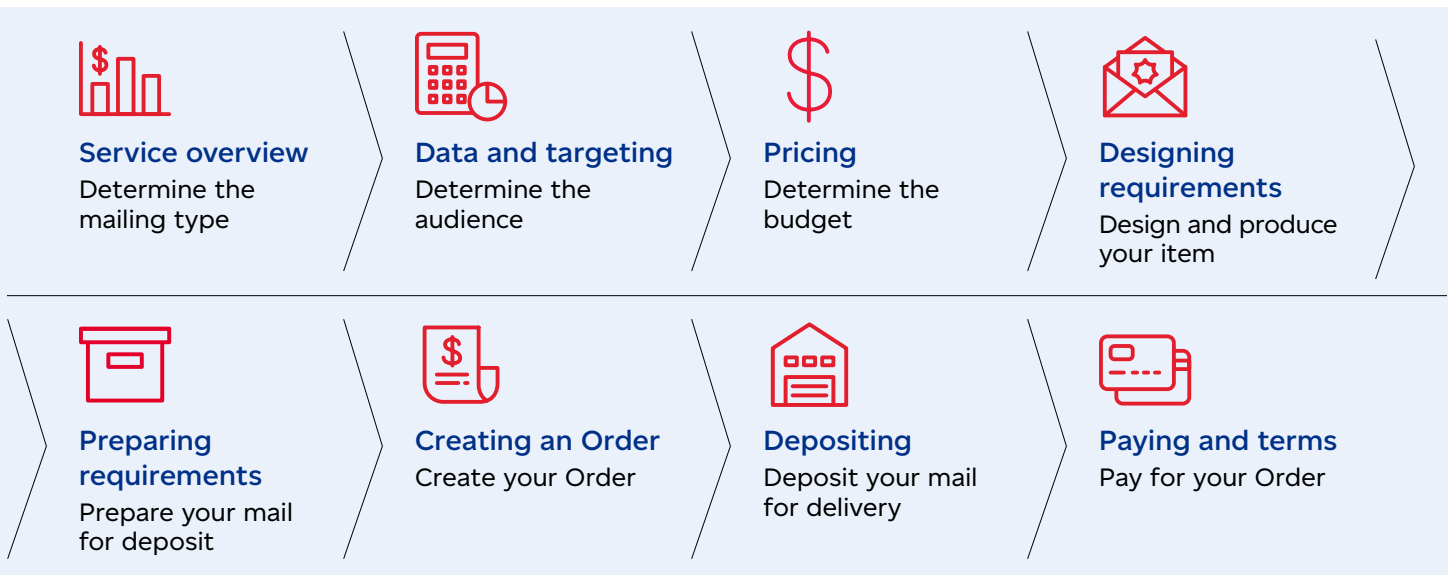 $
Service overview
Determine the
mailing type
Data and targeting
Determine the
audience
$
Pricing
Determine the
budget
Designing
requirements
Design and produce
your item
Preparing
requirements
Prepare your mail
for deposit
$
Creating an Order
Create your Order
Depositing
Deposit your mail
for delivery
Paying and terms
Pay for your Order